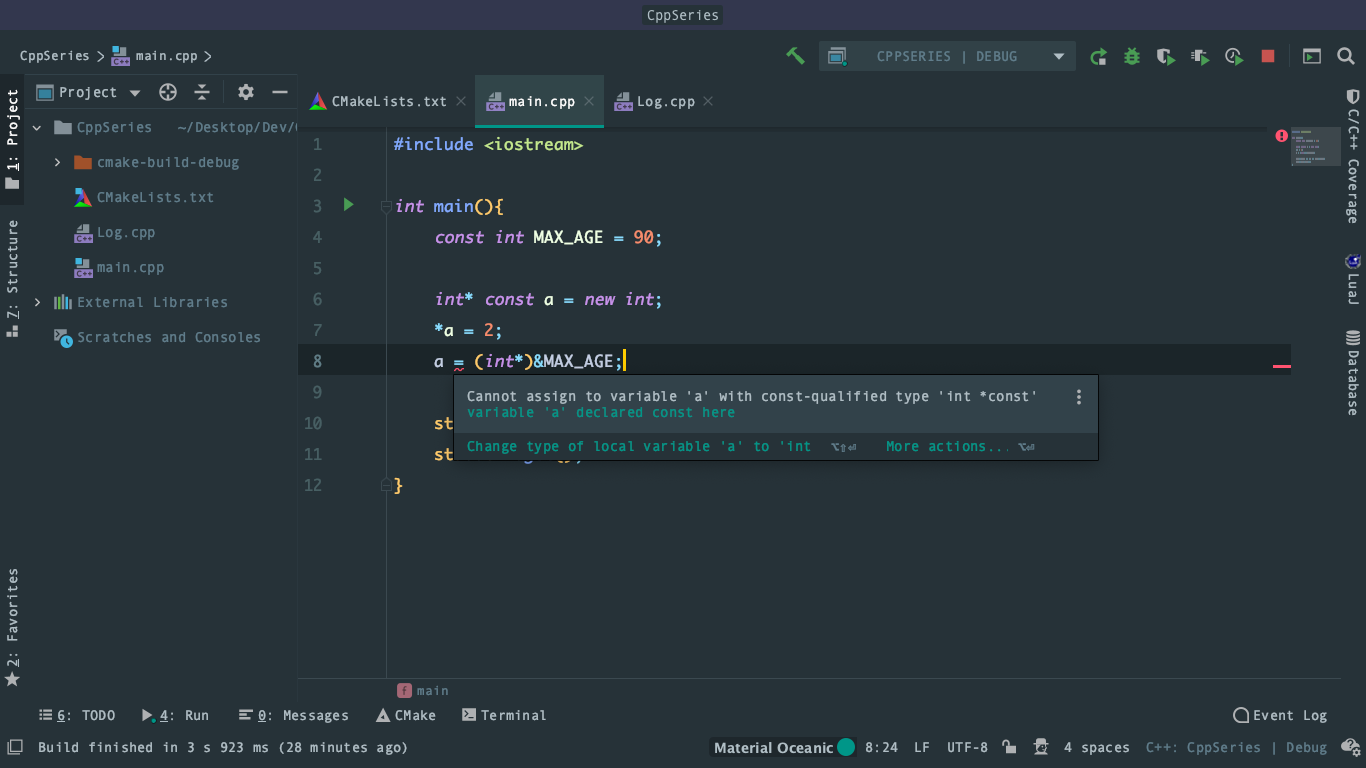 CppSeries
CppSeries > main.cpp >
CPPSERIES | DEBUG
1: Project
Project
CMakeLists.txt
main.cpp
Log.cpp
CppSeries ~/Desktop/Dev/
cmake-build-debug
CMakeLists.txt
Log.cpp
main.cpp
External Libraries
Scratches and Consoles
7: Structure
2: Favorites
1 #include <iostream>
2
3 int main(){
4 const int MAX_AGE = 90;
5
6 int* const a = new int;
7 *a = 2;
8 a = (int*)&MAX_AGE;
9
10 st
11 st
12 }
Cannot assign to variable 'a' with const-qualified type 'int *const'
variable 'a' declared const here
Change type of local variable 'a' to 'int ⌥⇧⏎ More actions... ⌥⏎
C/C++ Coverage
LuaJ
Database
f main
6: TODO
4: Run
0: Messages
CMake
Terminal
Event Log
Build finished in 3 s 923 ms (28 minutes ago)
Material Oceanic
8:24 LF UTF-8 4 spaces C++: CppSeries | Debug